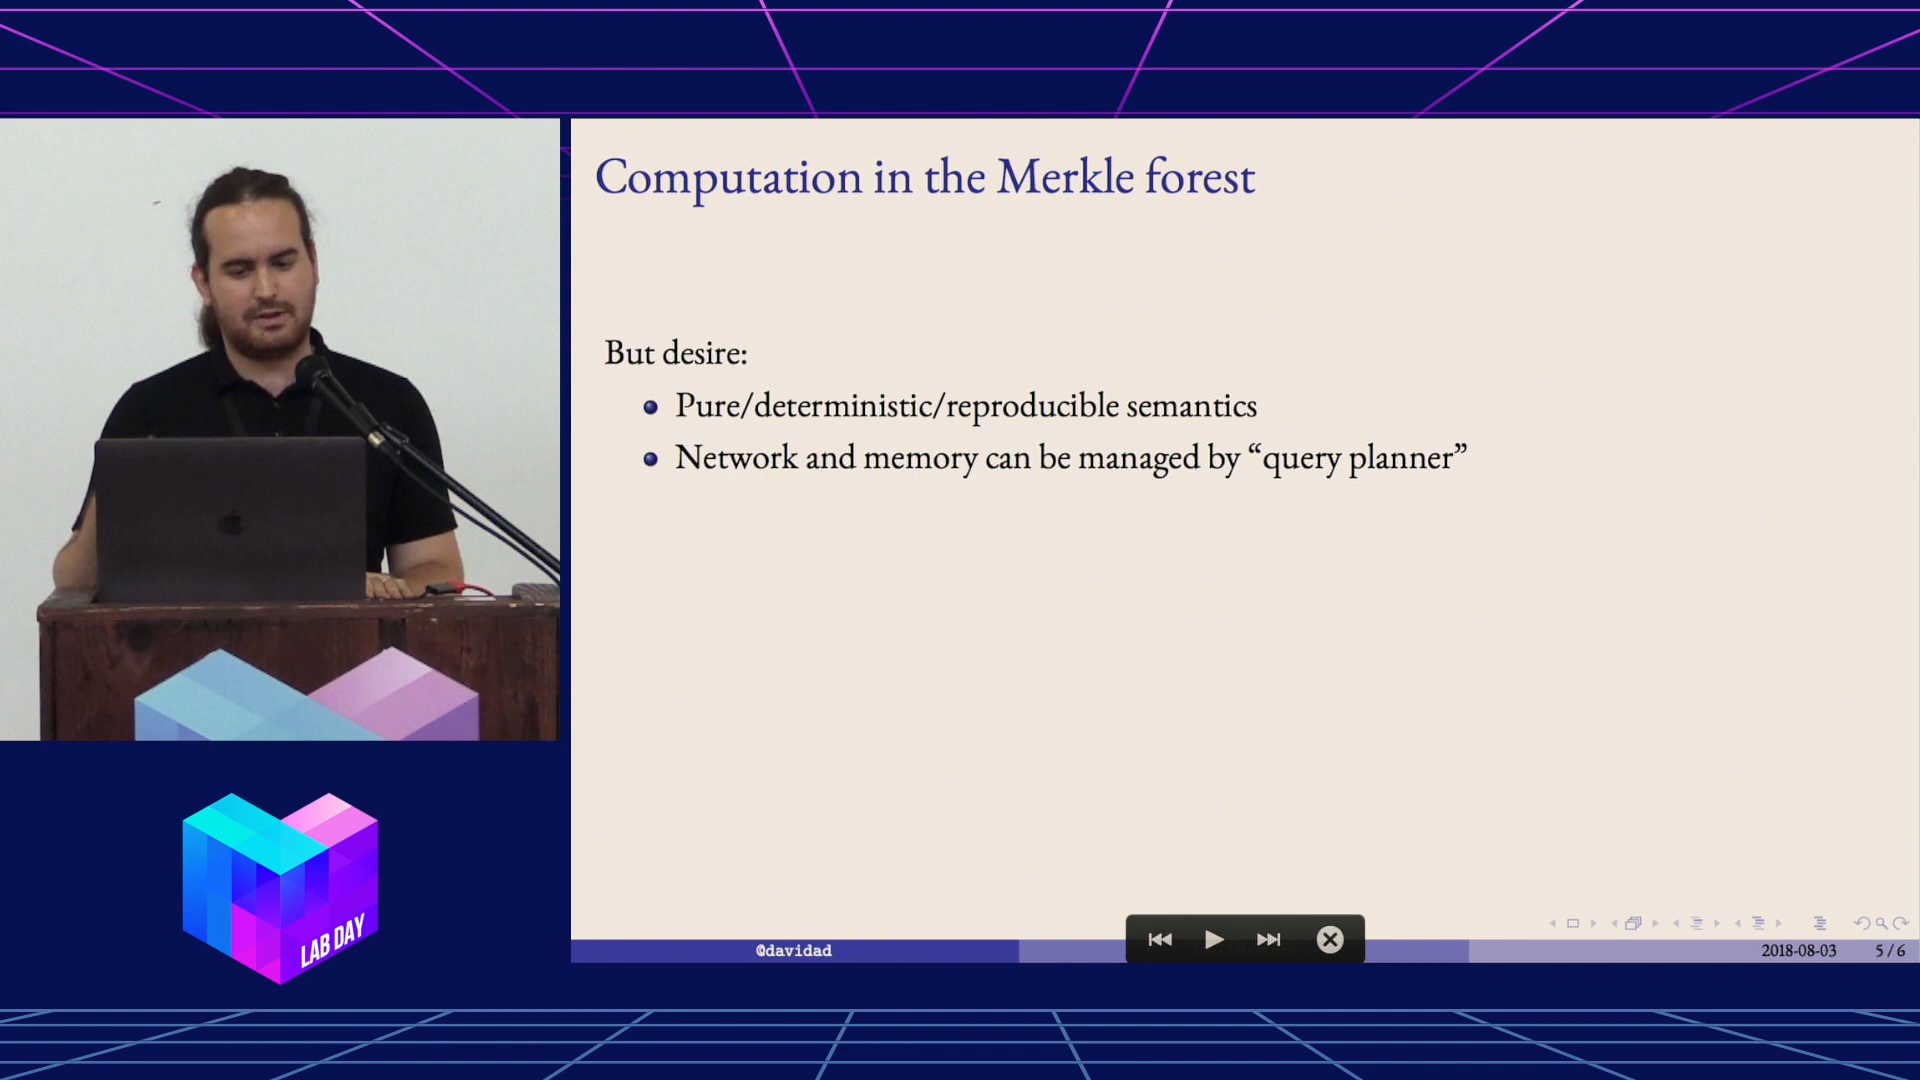 Computation in the Merkle forest
But desire:
Pure/deterministic/reproducible semantics
Network and memory can be managed by “query planner”
LAB DAY
@davidad
2018-08-03
5 / 6